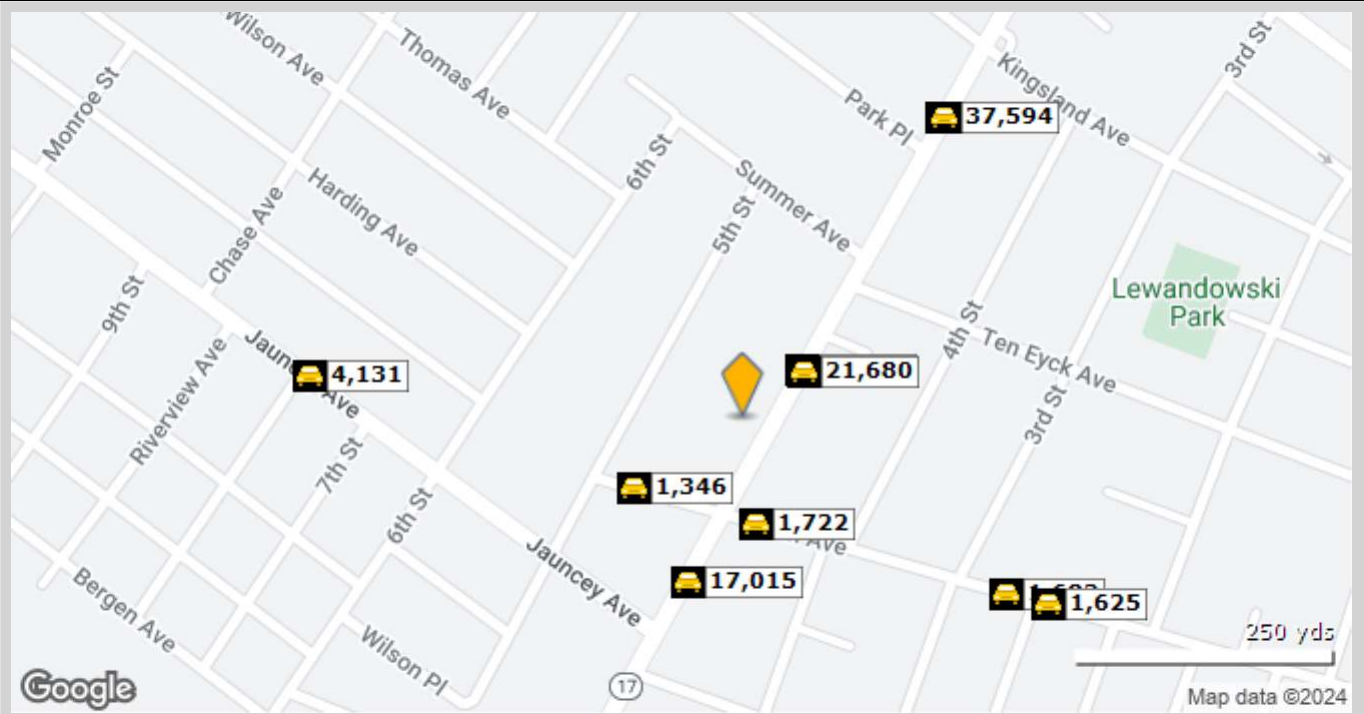 Wilson Ave
Thomas Ave
3rd St
Kingsland Ave
Monroe St
Park Pl
37,594
6th St
Summer Ave
Harding Ave
Chase Ave
5th St
Lewandowski
Park
9th St
4th St
Ten Eyck Ave
Jauncey Ave
4,131
21,680
Riverview Ave
3rd St
7th St
1,346
6th St
1,722
Ave
Jauncey Ave
17,015
Bergen Ave
1,625
Wilson Pl
250 yds
17
Google
Map data ©2024